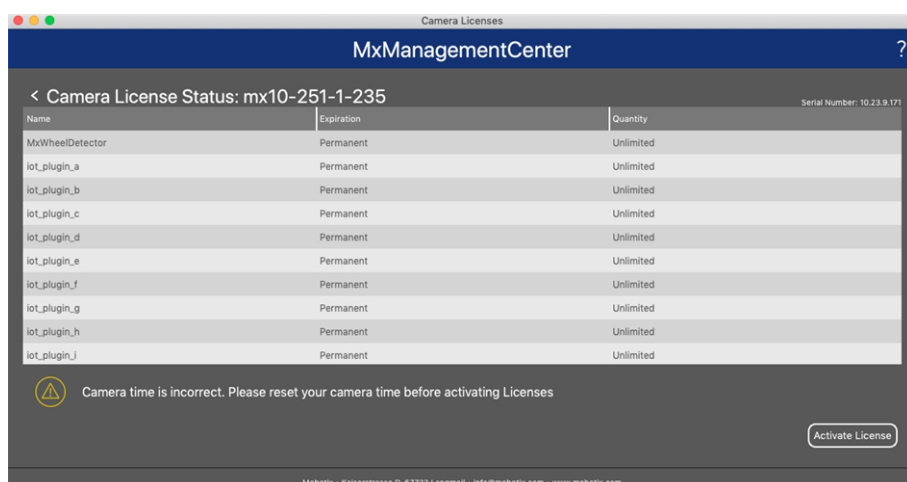 Camera Licenses
MxManagementCenter ?
< Camera License Status: mx10-251-1-235
Serial Number: 10.23.9.171
Name Expiration Quantity
MxWheelDetector Permanent Unlimited
iot_plugin_a Permanent Unlimited
iot_plugin_b Permanent Unlimited
iot_plugin_c Permanent Unlimited
iot_plugin_d Permanent Unlimited
iot_plugin_e Permanent Unlimited
iot_plugin_f Permanent Unlimited
iot_plugin_g Permanent Unlimited
iot_plugin_h Permanent Unlimited
iot_plugin_i Permanent Unlimited
Camera time is incorrect. Please reset your camera time before activating Licenses
Activate License